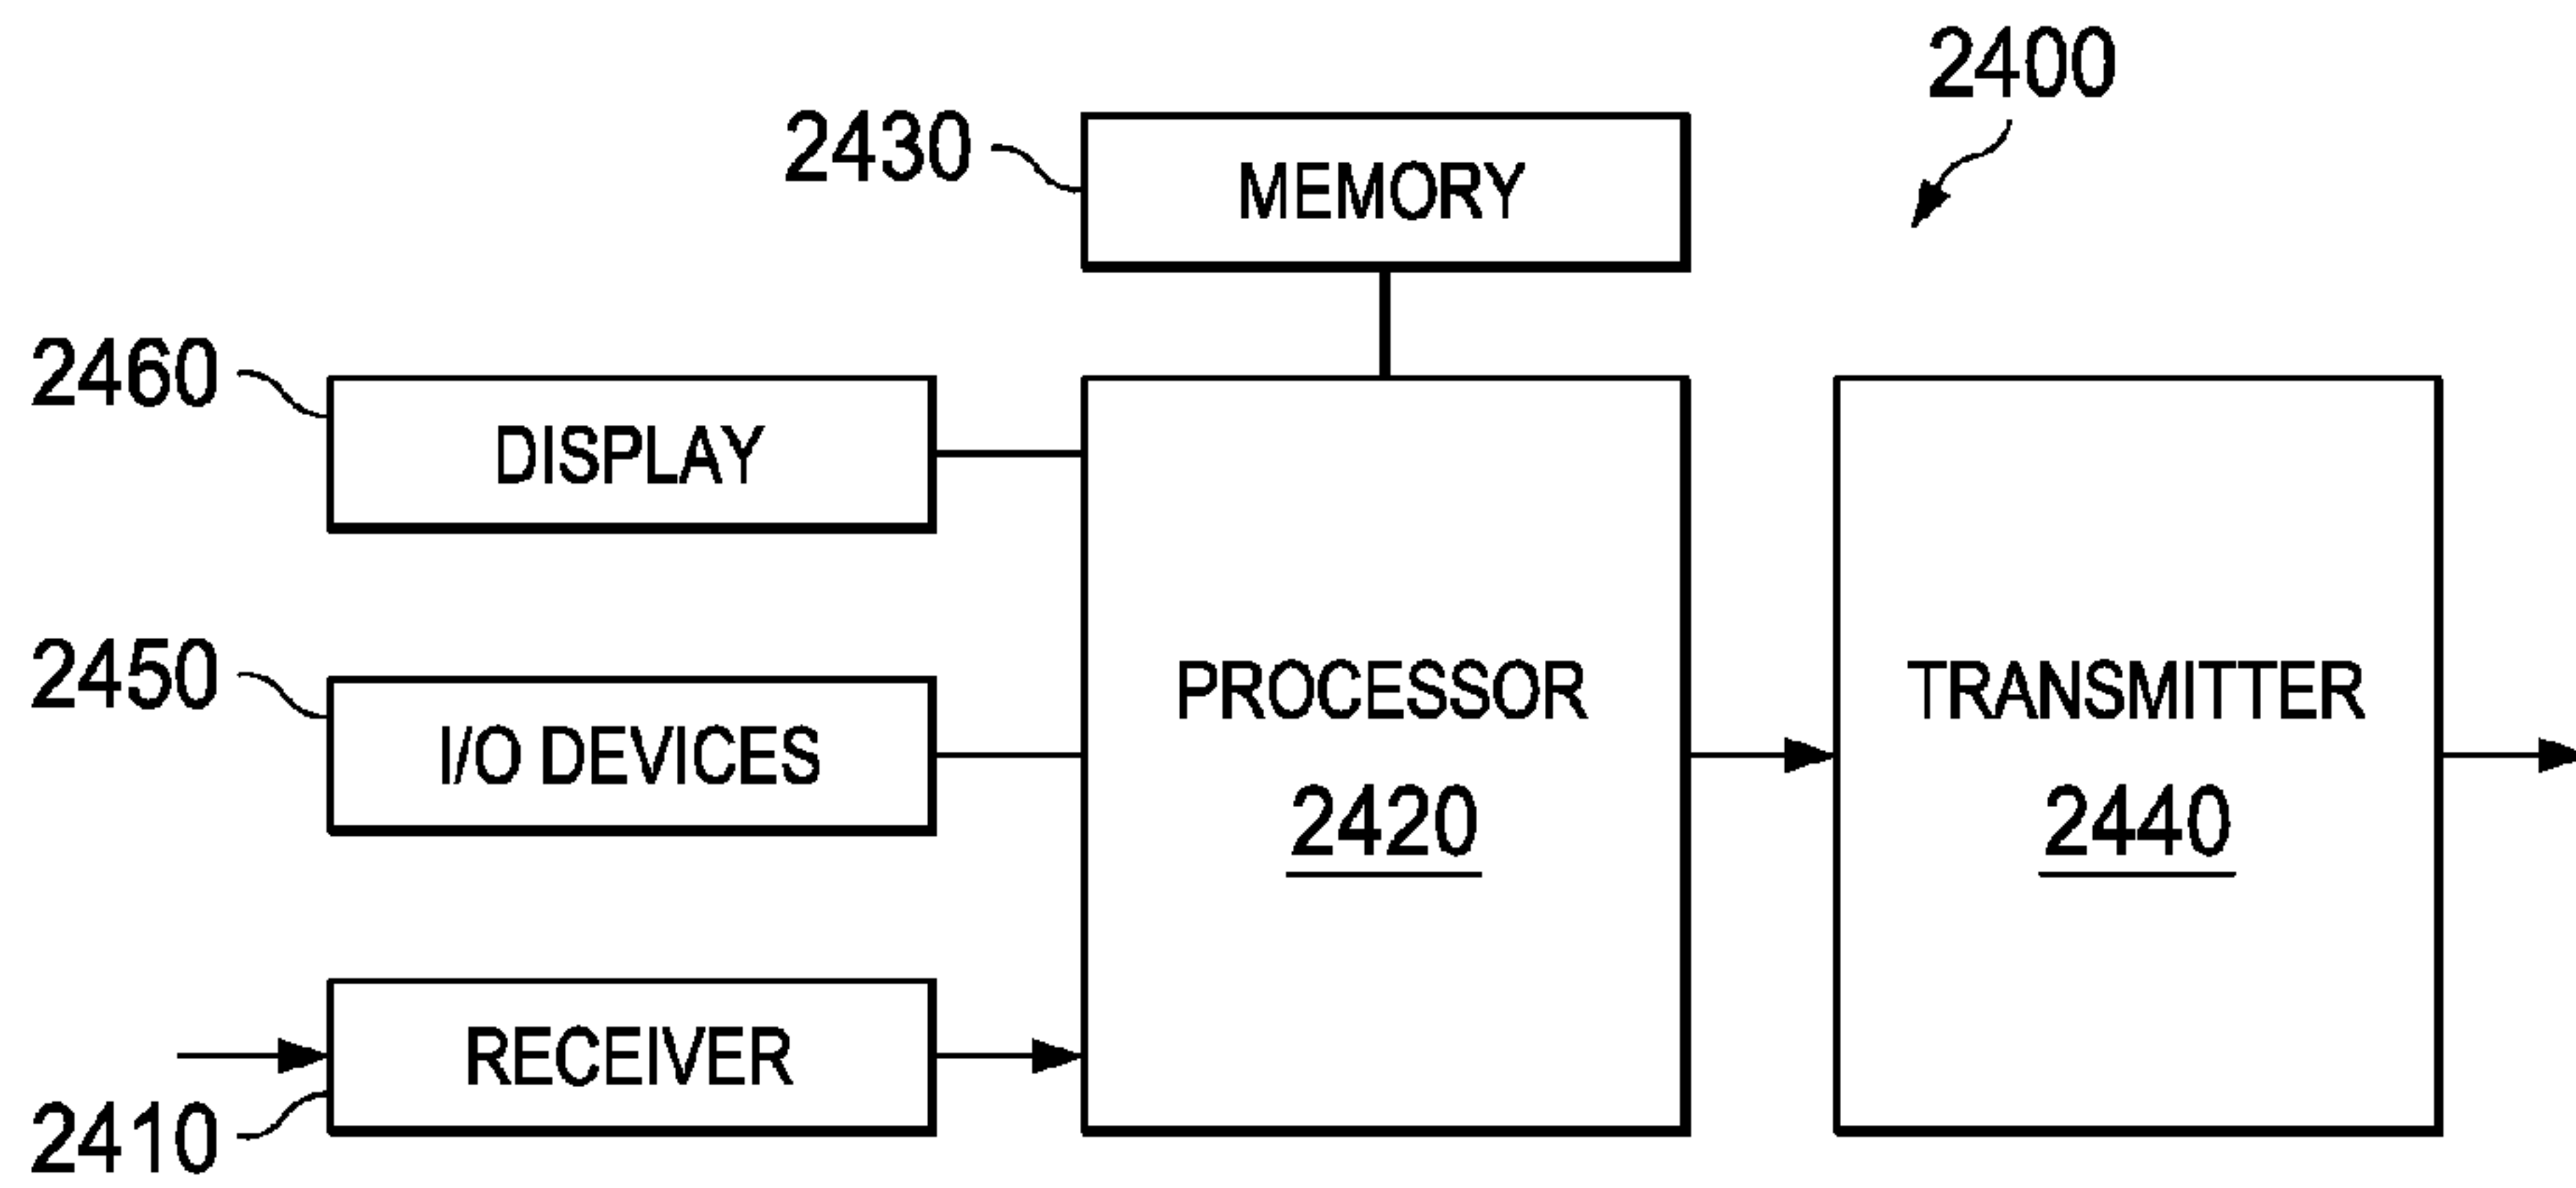 2400
2430
MEMORY
2460
DISPLAY
2450
I/O DEVICES
PROCESSOR
2420
TRANSMITTER
2440
RECEIVER
2410